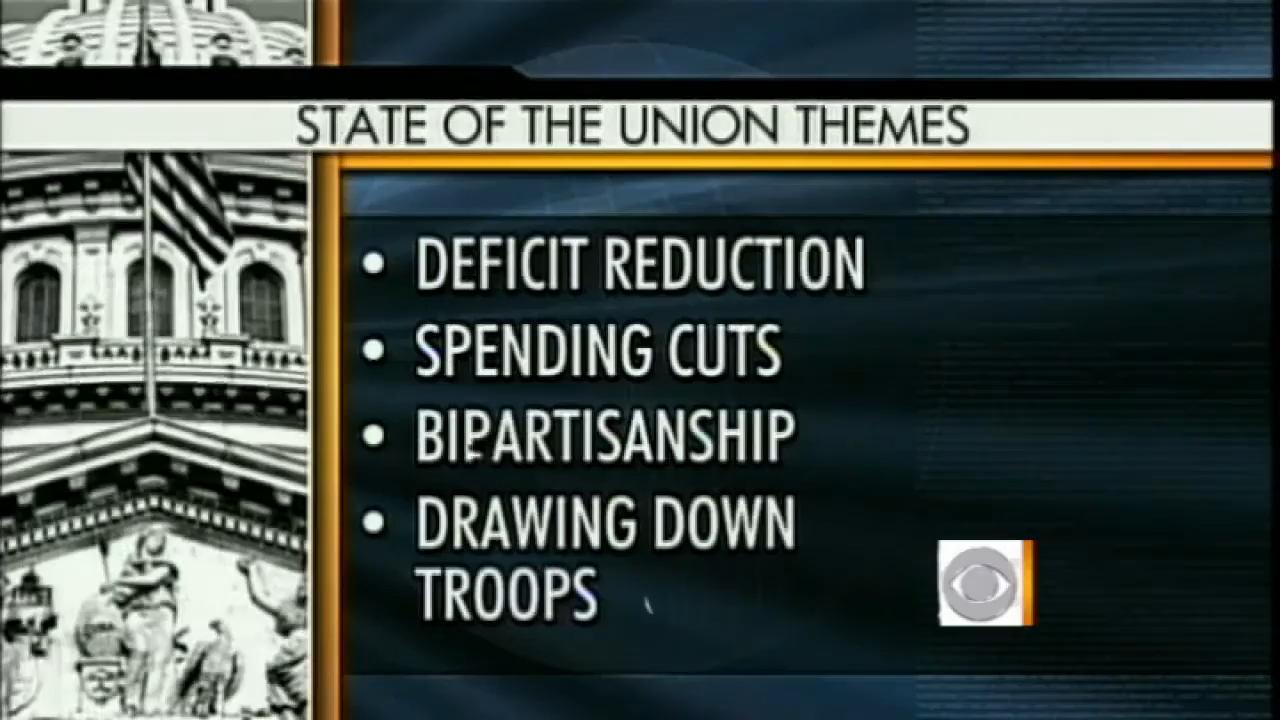 STATE OF THE UNION THEMES
• DEFICIT REDUCTION
• SPENDING CUTS
• BIPARTISANSHIP
• DRAWING DOWN
TROOPS